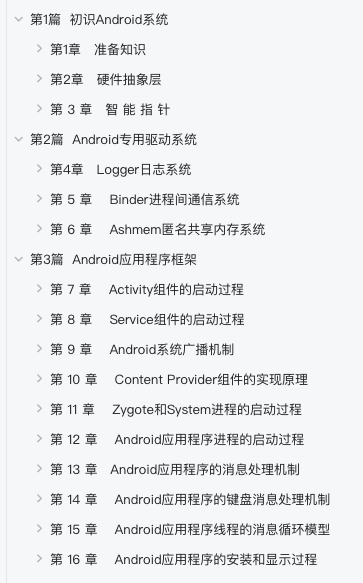 第1篇 初识Android系统
第1章 准备知识
第2章 硬件抽象层
第 3 章 智 能 指 针
第2篇 Android专用驱动系统
第4章 Logger日志系统
第 5 章 Binder进程间通信系统
第 6 章 Ashmem匿名共享内存系统
第3篇 Android应用程序框架
第 7 章 Activity组件的启动过程
第 8 章 Service组件的启动过程
第 9 章 Android系统广播机制
第 10 章 Content Provider组件的实现原理
第 11 章 Zygote和System进程的启动过程
第 12 章 Android应用程序进程的启动过程
第 13 章 Android应用程序的消息处理机制
第 14 章 Android应用程序的键盘消息处理机制
第 15 章 Android应用程序线程的消息循环模型
第 16 章 Android应用程序的安装和显示过程